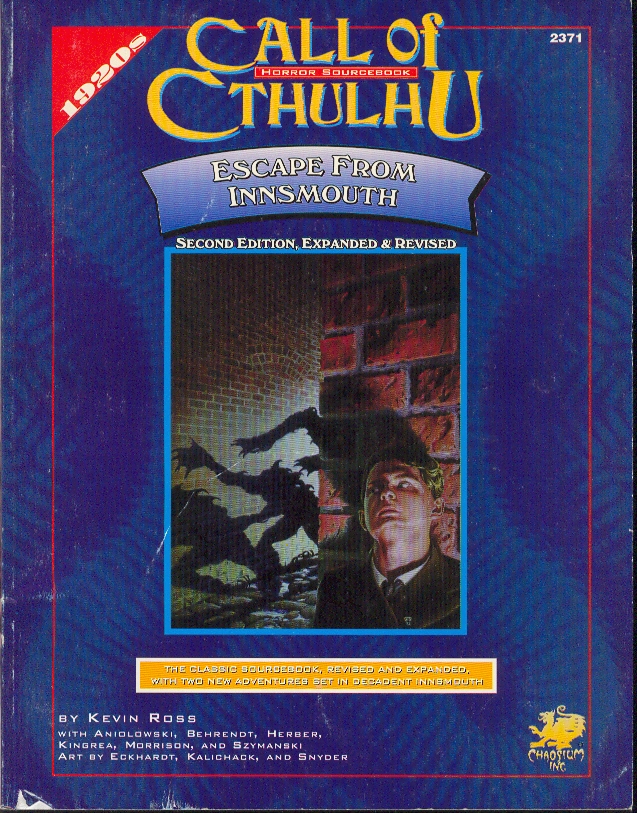 1920s
2371
CALL of
HORROR SOURCEBOOK
CTHULHU
ESCAPE FROM
INNSMOUTH
SECOND EDITION, EXPANDED & REVISED
THE CLASSIC SOURCEBOOK, REVISED AND EXPANDED,
WITH TWO NEW ADVENTURES SET IN DECADENT INNSMOUTH
BY KEVIN ROSS
WITH ANIOLOWSKI, BEHRENDT, HERBER,
KINGREA, MORRISON, AND SZYMANSKI
ART BY ECKHARDT, KALICHACK, AND SNYDER
CHAOSIUM
INC